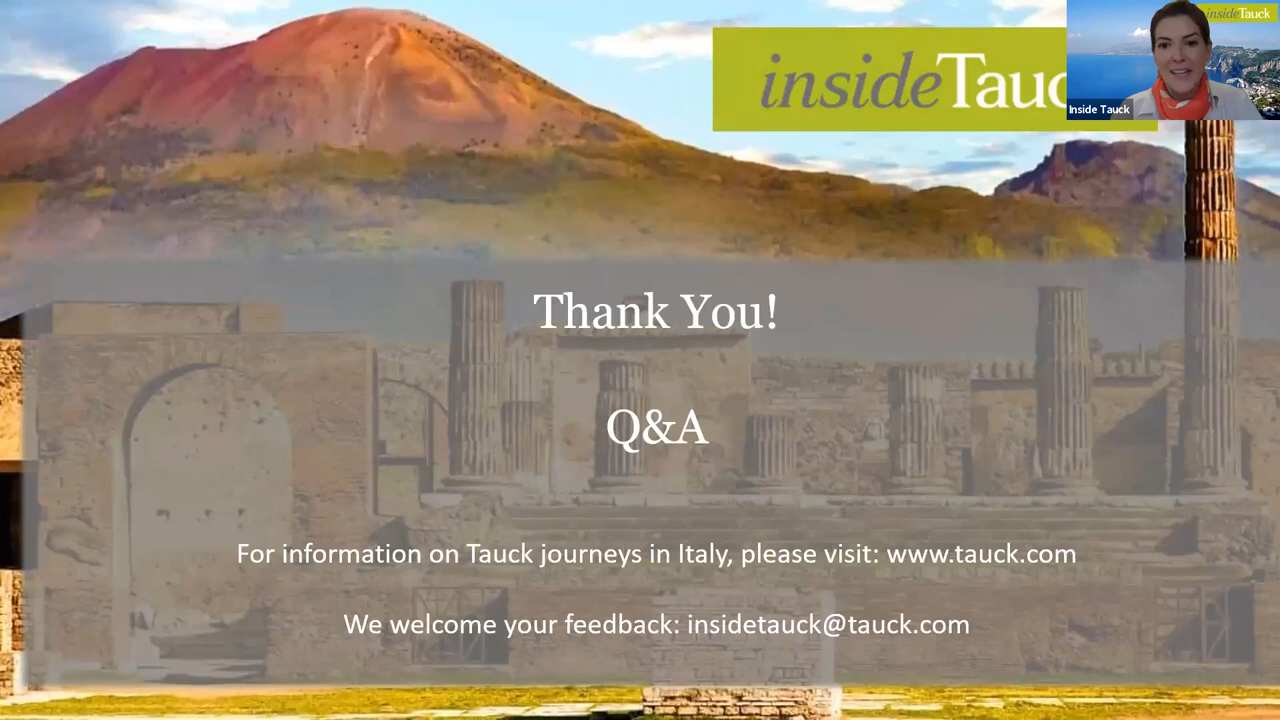 insideTauc
insideTauck
Inside Tauck
Thank You!
Q&A
For information on Tauck journeys in Italy, please visit: www.tauck.com
We welcome your feedback: insidetauck@tauck.com